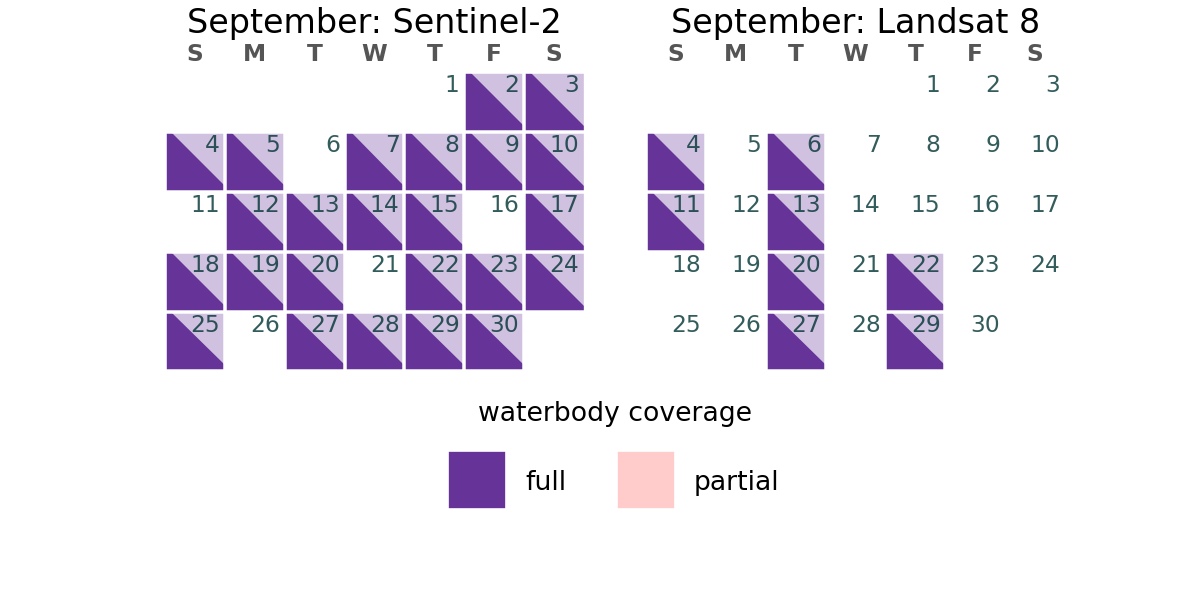 September: Sentinel-2
S M T W T F S
1 2 3
4 5 6 7 8 9 10
11 12 13 14 15 16 17
18 19 20 21 22 23 24
25 26 27 28 29 30
September: Landsat 8
S M T W T F S
1 2 3
4 5 6 7 8 9 10
11 12 13 14 15 16 17
18 19 20 21 22 23 24
25 26 27 28 29 30
waterbody coverage
full partial